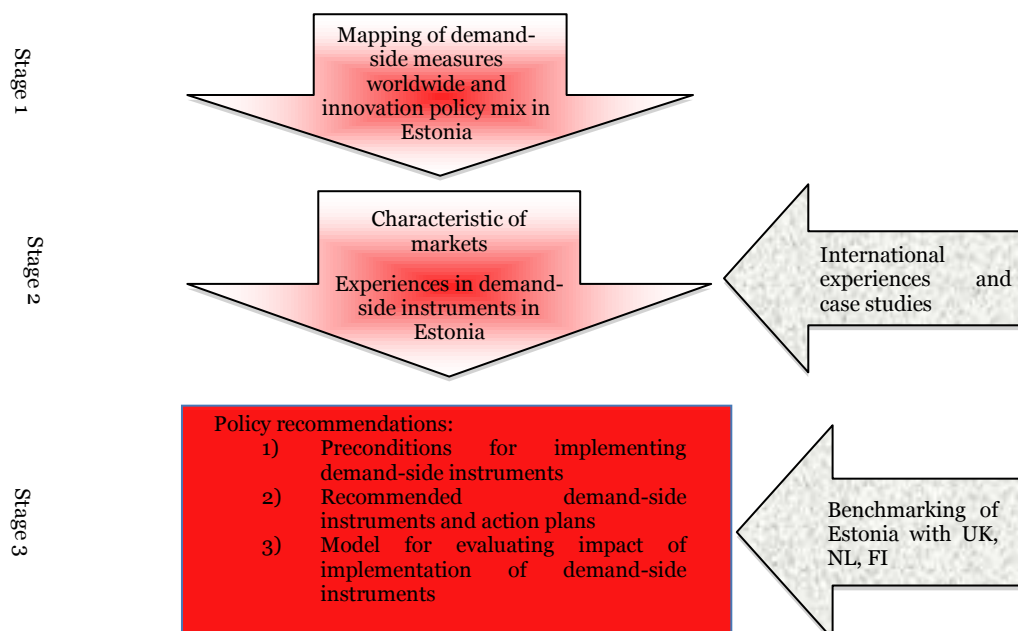 Stage 1
Mapping of demand-
side measures
worldwide and
innovation policy mix in
Estonia
Stage 2
Characteristic of
markets
Experiences in demand-
side instruments in
Estonia
International
experiences and
case studies
Stage 3
Policy recommendations:
1) Preconditions for implementing
demand-side instruments
2) Recommended demand-side
instruments and action plans
3) Model for evaluating impact of
implementation of demand-side
instruments
Benchmarking of
Estonia with UK,
NL, FI